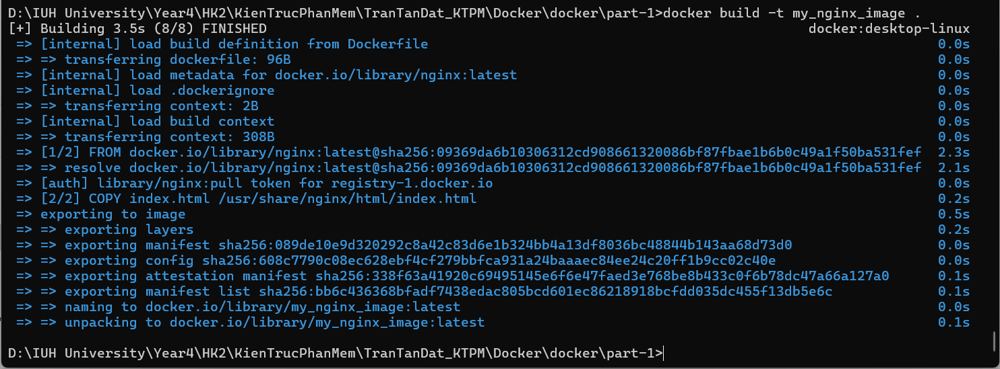 D:\IUH University\Year4\HK2\KienTrucPhanMem\TranTanDat_KTPM\Docker\docker\part-1>docker build -t my_nginx_image .
[+] Building 3.5s (8/8) FINISHED docker:desktop-linux
=> [internal] load build definition from Dockerfile 0.0s
=> => transferring dockerfile: 96B 0.0s
=> [internal] load metadata for docker.io/library/nginx:latest 0.0s
=> [internal] load .dockerignore 0.0s
=> => transferring context: 2B 0.0s
=> [internal] load build context 0.0s
=> => transferring context: 308B 0.0s
=> [1/2] FROM docker.io/library/nginx:latest@sha256:09369da6b10306312cd908661320086bf87fbae1b6b0c49a1f50ba531fef 2.3s
=> => resolve docker.io/library/nginx:latest@sha256:09369da6b10306312cd908661320086bf87fbae1b6b0c49a1f50ba531fef 2.1s
=> [auth] library/nginx:pull token for registry-1.docker.io 0.0s
=> [2/2] COPY index.html /usr/share/nginx/html/index.html 0.2s
=> exporting to image 0.5s
=> => exporting layers 0.2s
=> => exporting manifest sha256:089de10e9d320292c8a42c83d6e1b324bb4a13df8036bc48844b143aa68d73d0 0.0s
=> => exporting config sha256:608c7790c08ec628ebf4cf279bbfca931a24baaaec84ee24c20ff1b9cc02c40e 0.0s
=> => exporting attestation manifest sha256:338f63a41920c69495145e6f6e47faed3e768be8b433c0f6b78dc47a66a127a0 0.1s
=> => exporting manifest list sha256:bb6c436368bfadf7438edac805bcd601ec86218918bcfdd035dc455f13db5e6c 0.1s
=> => naming to docker.io/library/my_nginx_image:latest 0.0s
=> => unpacking to docker.io/library/my_nginx_image:latest 0.1s
D:\IUH University\Year4\HK2\KienTrucPhanMem\TranTanDat_KTPM\Docker\docker\part-1>